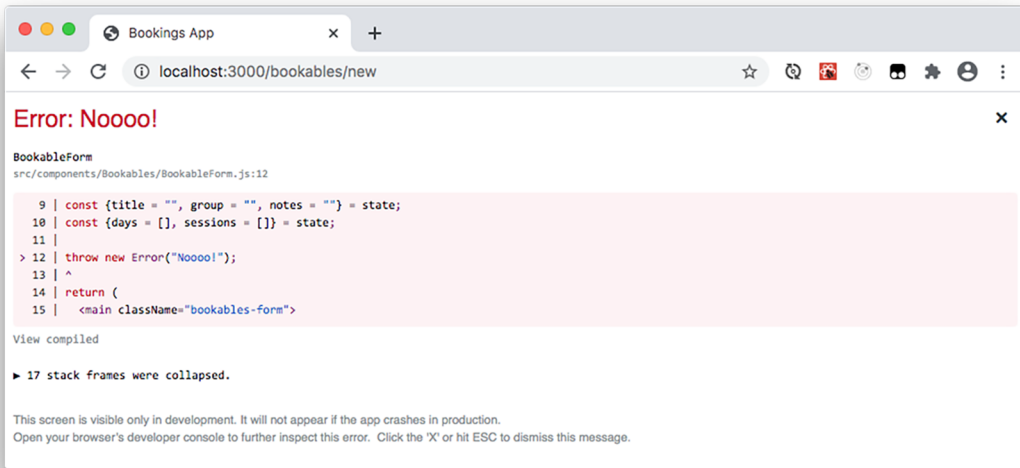 Bookings App
localhost:3000/bookables/new
Error: Noooo!
BookableForm
src/components/Bookables/BookableForm.js:12
9 | const {title = "", group = "", notes = ""} = state;
10 | const {days = [], sessions = []} = state;
11 |
> 12 | throw new Error("Noooo!");
13 | ^
14 | return (
15 |   <main className="bookables-form">
View compiled
▶ 17 stack frames were collapsed.
This screen is visible only in development. It will not appear if the app crashes in production.
Open your browser's developer console to further inspect this error.  Click the 'X' or hit ESC to dismiss this message.